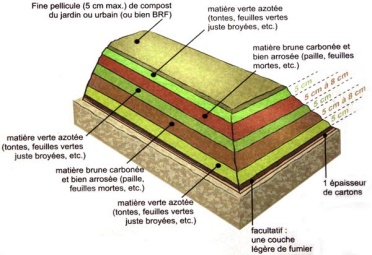 Fine pellicule (5 cm max.) de compost
du jardin ou urbain (ou bien BRF)
matière verte azotée
(tontes, feuilles vertes
juste broyées, etc.)
matière brune carbonée et
bien arrosée (paille, feuilles
mortes, etc.)
5 cm
5 cm à 8 cm
5 cm
5 cm à 8 cm
5 cm
matière verte azotée
(tontes, feuilles vertes
juste broyées, etc.)
matière brune carbonée
et bien arrosée (paille,
feuilles mortes, etc.)
matière verte azotée
(tontes, feuilles vertes
juste broyées, etc.)
1 épaisseur
de cartons
facultatif :
une couche
légère de fumier